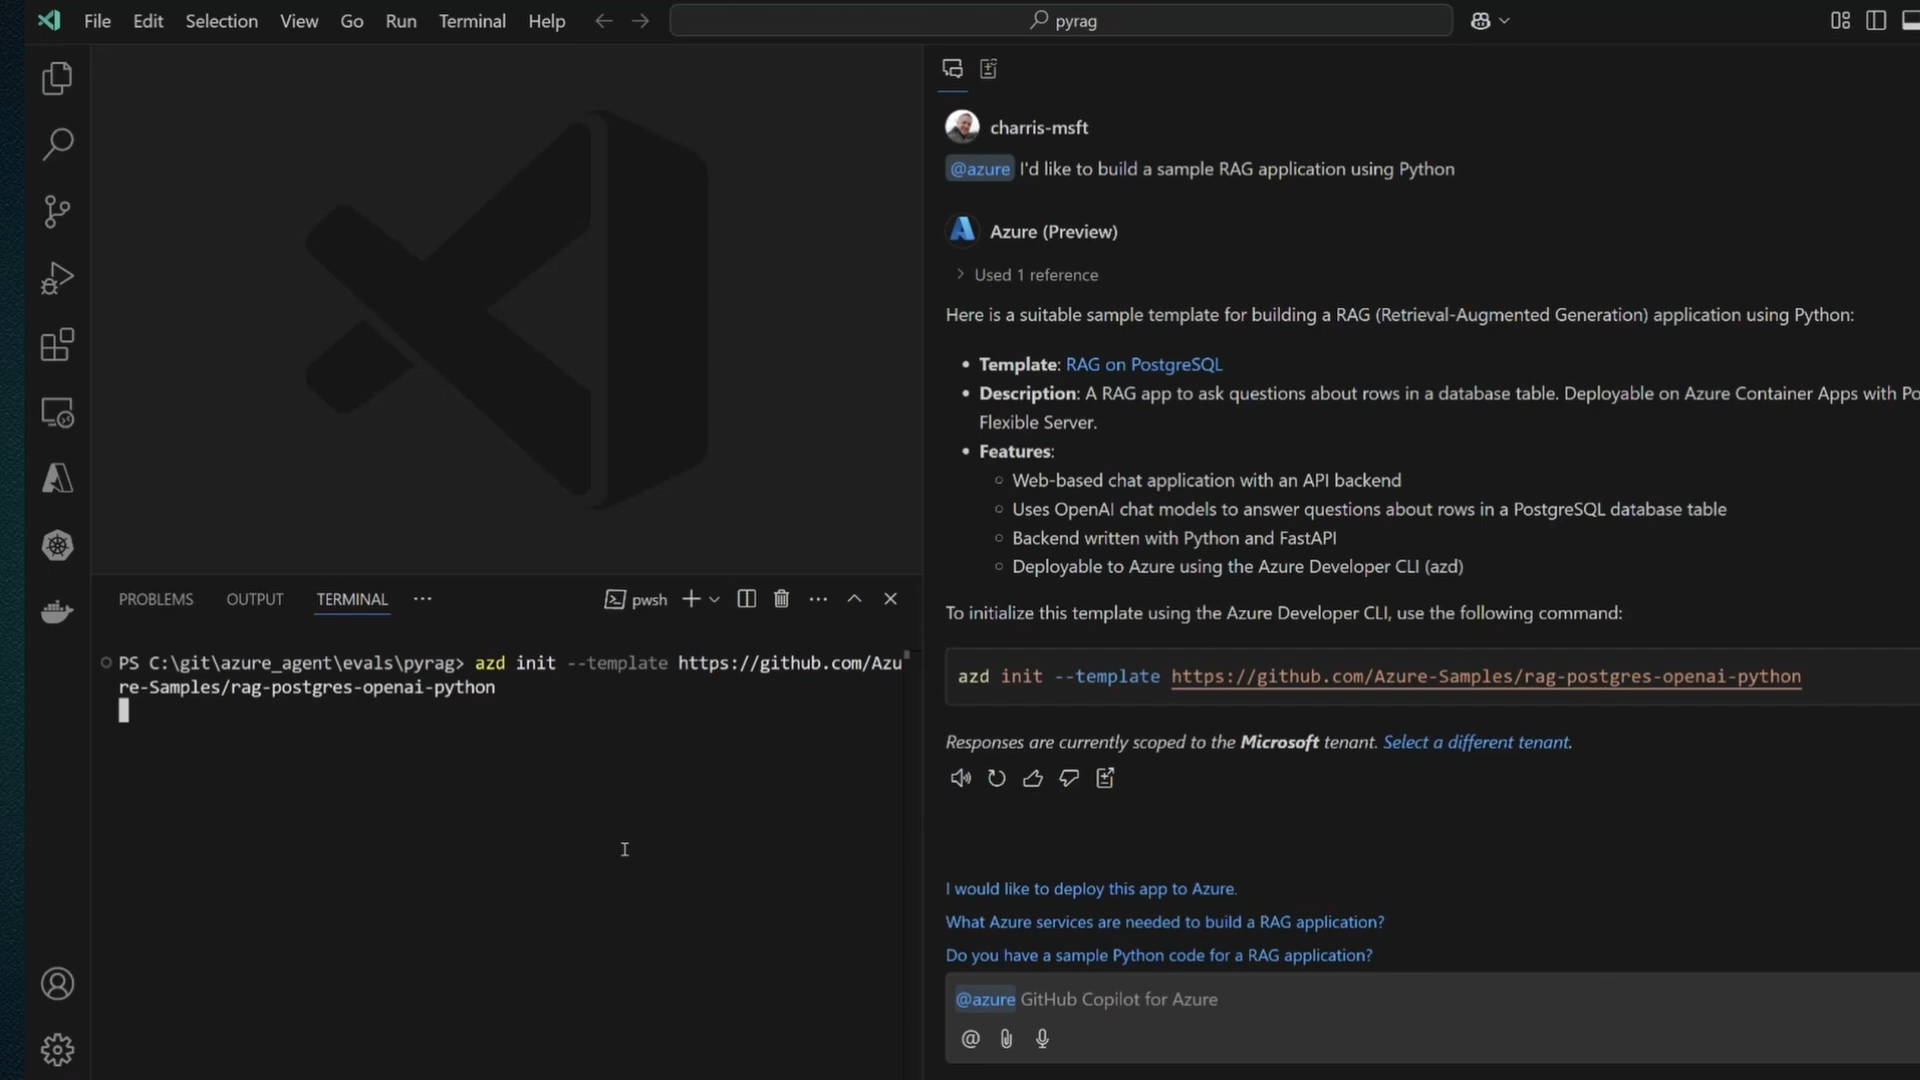 File Edit Selection View Go Run Terminal Help
pyrag
charris-msft
@azure I'd like to build a sample RAG application using Python
Azure (Preview)
Used 1 reference
Here is a suitable sample template for building a RAG (Retrieval-Augmented Generation) application using Python:
• Template: RAG on PostgreSQL
• Description: A RAG app to ask questions about rows in a database table. Deployable on Azure Container Apps with Po
Flexible Server.
• Features:
○ Web-based chat application with an API backend
○ Uses OpenAI chat models to answer questions about rows in a PostgreSQL database table
○ Backend written with Python and FastAPI
○ Deployable to Azure using the Azure Developer CLI (azd)
To initialize this template using the Azure Developer CLI, use the following command:
azd init --template https://github.com/Azure-Samples/rag-postgres-openai-python
Responses are currently scoped to the Microsoft tenant. Select a different tenant.
I would like to deploy this app to Azure.
What Azure services are needed to build a RAG application?
Do you have a sample Python code for a RAG application?
@azure GitHub Copilot for Azure
PROBLEMS OUTPUT TERMINAL ··· pwsh
PS C:\git\azure_agent\evals\pyrag> azd init --template https://github.com/Azu
re-Samples/rag-postgres-openai-python